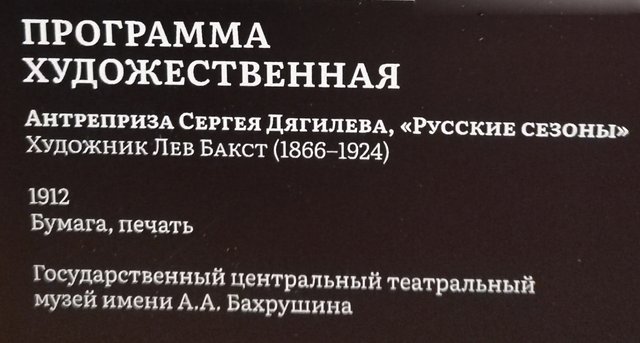 ПРОГРАММА
ХУДОЖЕСТВЕННАЯ
Антреприза Сергея Дягилева, «Русские сезоны»
Художник Лев Бакст (1866–1924)
1912
Бумага, печать
Государственный центральный театральный
музей имени А.А. Бахрушина